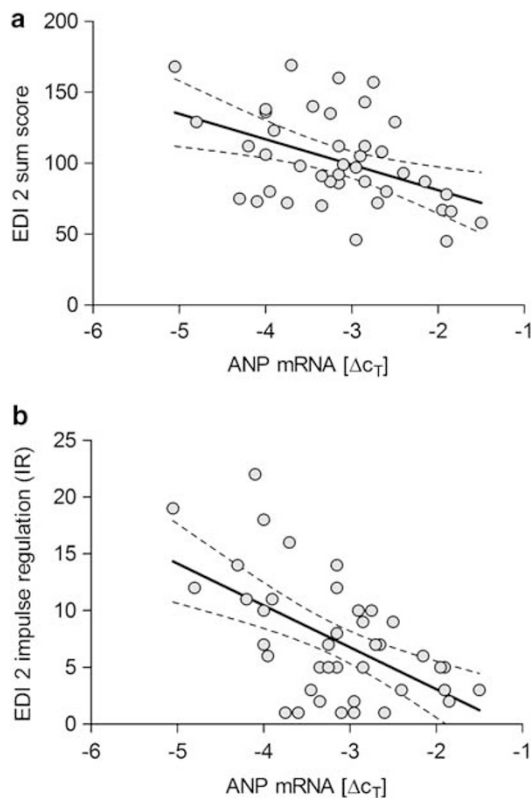 a
200
150
100
50
0
EDI 2 sum score
-6 -5 -4 -3 -2 -1
ANP mRNA [ΔcT]
b
25
20
15
10
5
0
EDI 2 impulse regulation (IR)
-6 -5 -4 -3 -2 -1
ANP mRNA [ΔcT]